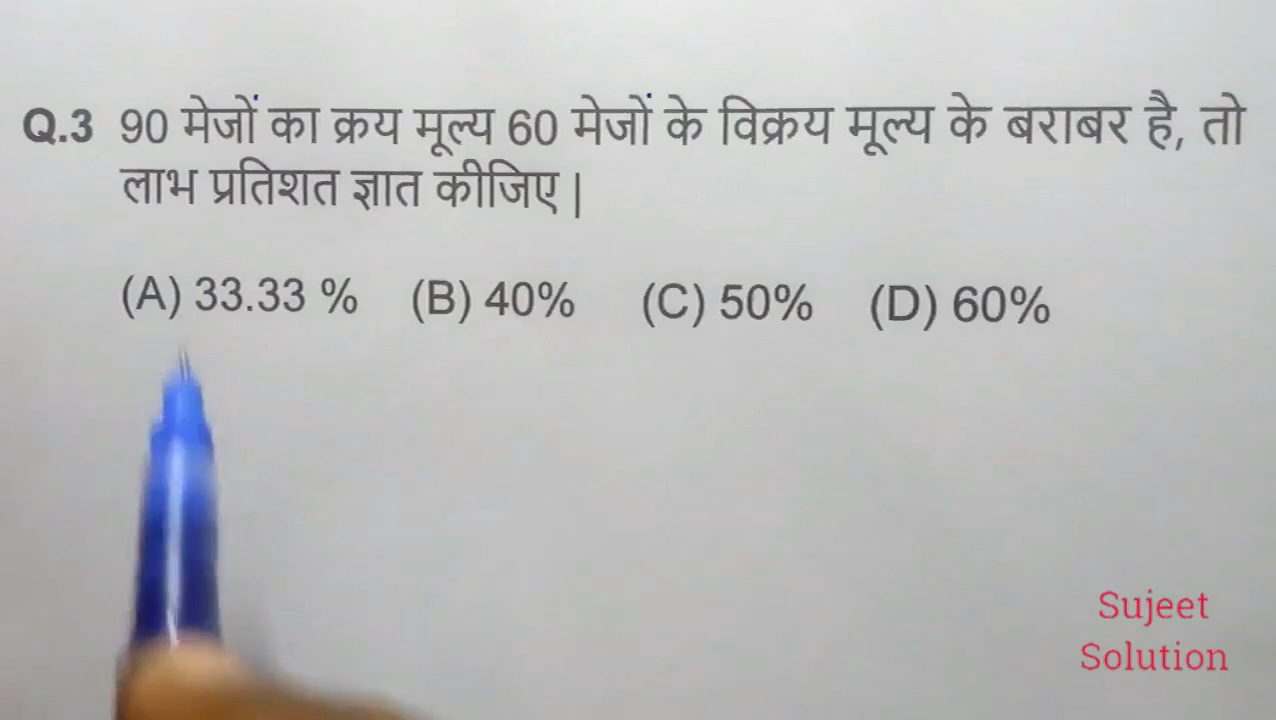 Q.3 90 मेजों का क्रय मूल्य 60 मेजों के विक्रय मूल्य के बराबर है, तो
लाभ प्रतिशत ज्ञात कीजिए |
(A) 33.33 % (B) 40% (C) 50% (D) 60%
Sujeet
Solution